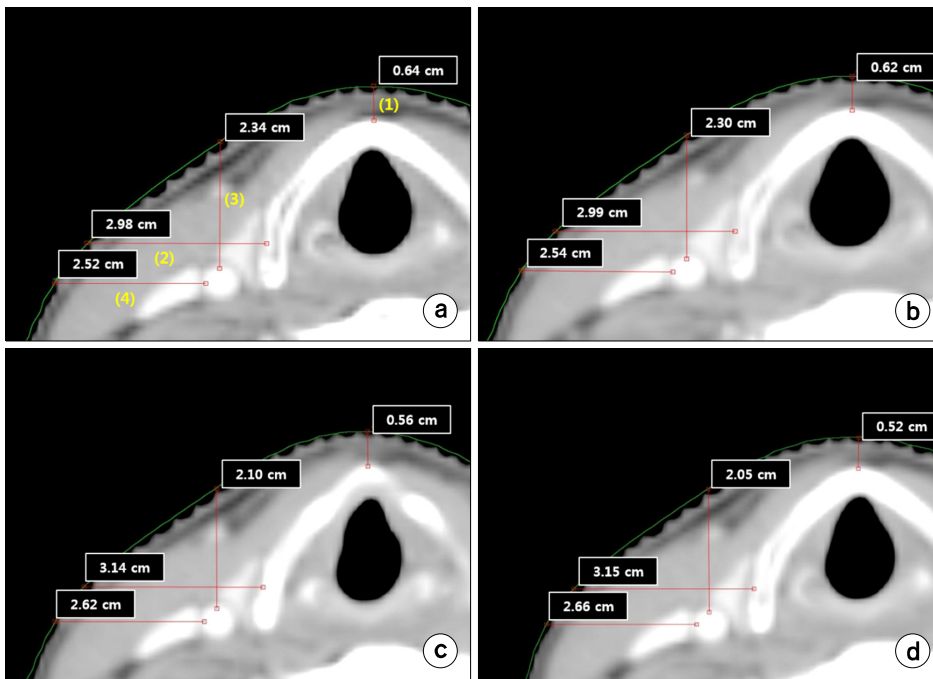 0.64 cm
(1)
2.34 cm
(3)
2.98 cm
(2)
2.52 cm
(4)
a
0.62 cm
2.30 cm
2.99 cm
2.54 cm
b
0.56 cm
2.10 cm
3.14 cm
2.62 cm
c
0.52 cm
2.05 cm
3.15 cm
2.66 cm
d